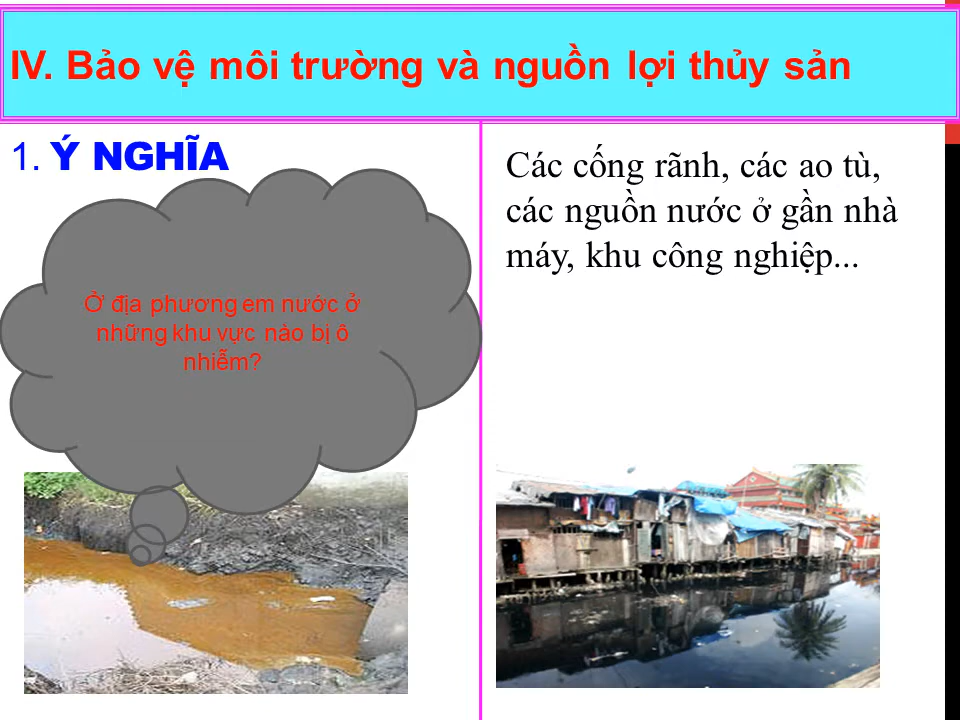 IV. Bảo vệ môi trường và nguồn lợi thủy sản
1. Ý NGHĨA
Ở địa phương em nước ở
những khu vực nào bị ô
nhiễm?
Các cống rãnh, các ao tù,
các nguồn nước ở gần nhà
máy, khu công nghiệp...